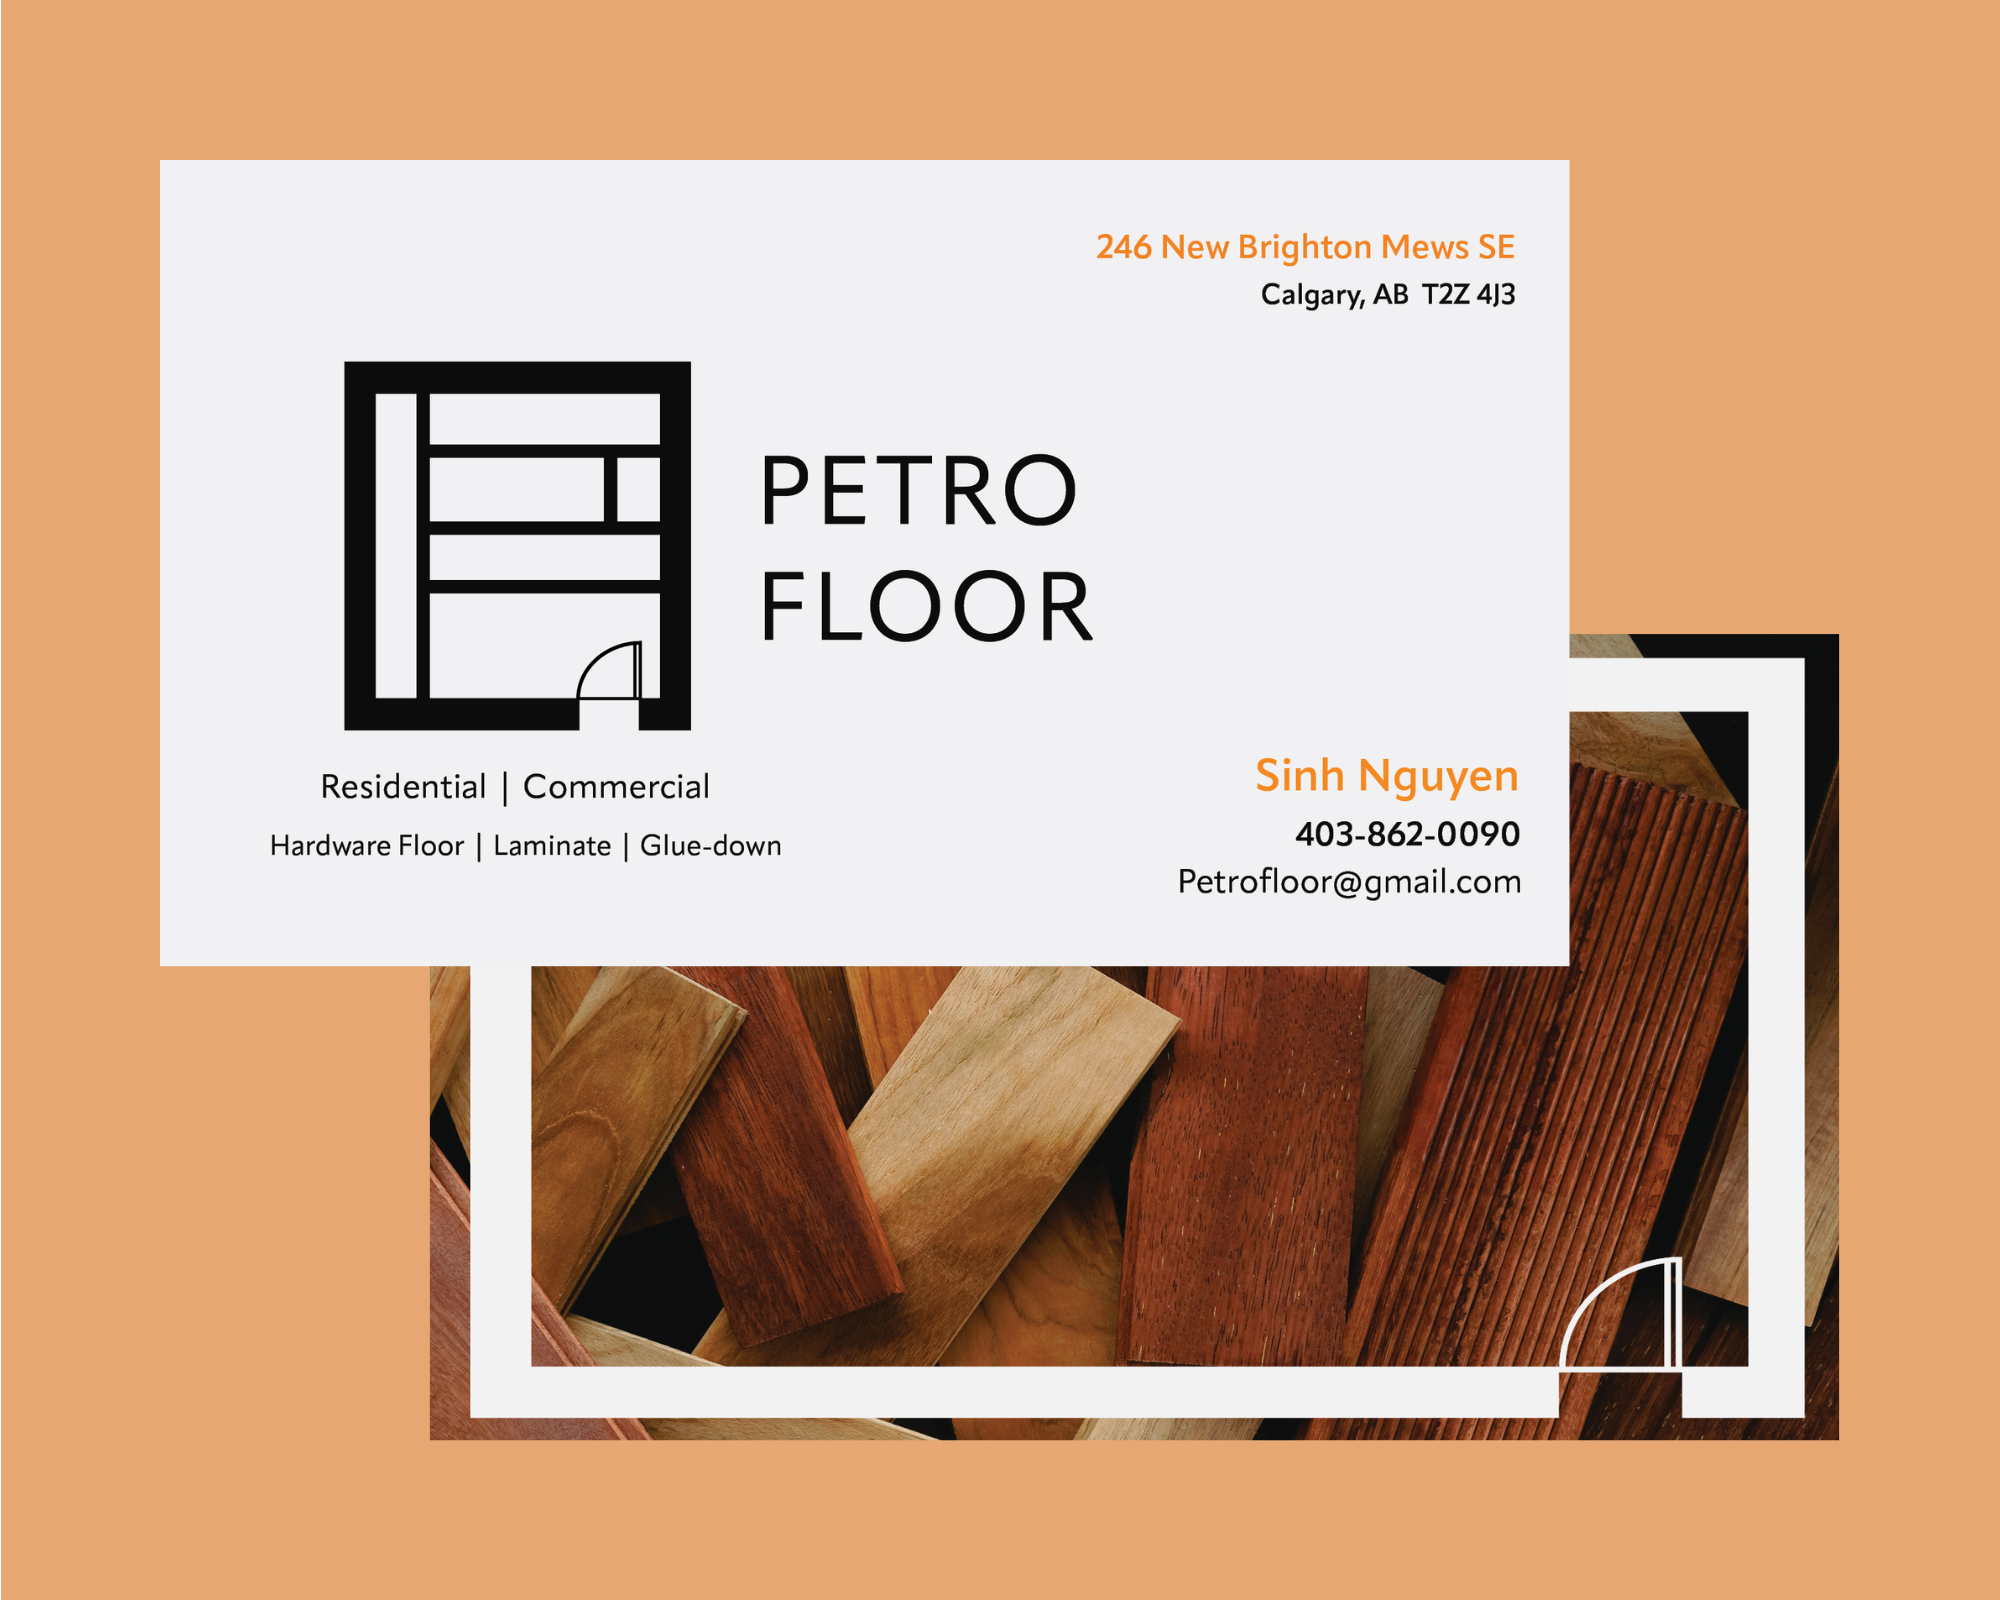 246 New Brighton Mews SE
Calgary, AB  T2Z 4J3
PETRO
FLOOR
Residential | Commercial
Hardware Floor | Laminate | Glue-down
Sinh Nguyen
403-862-0090
Petrofloor@gmail.com